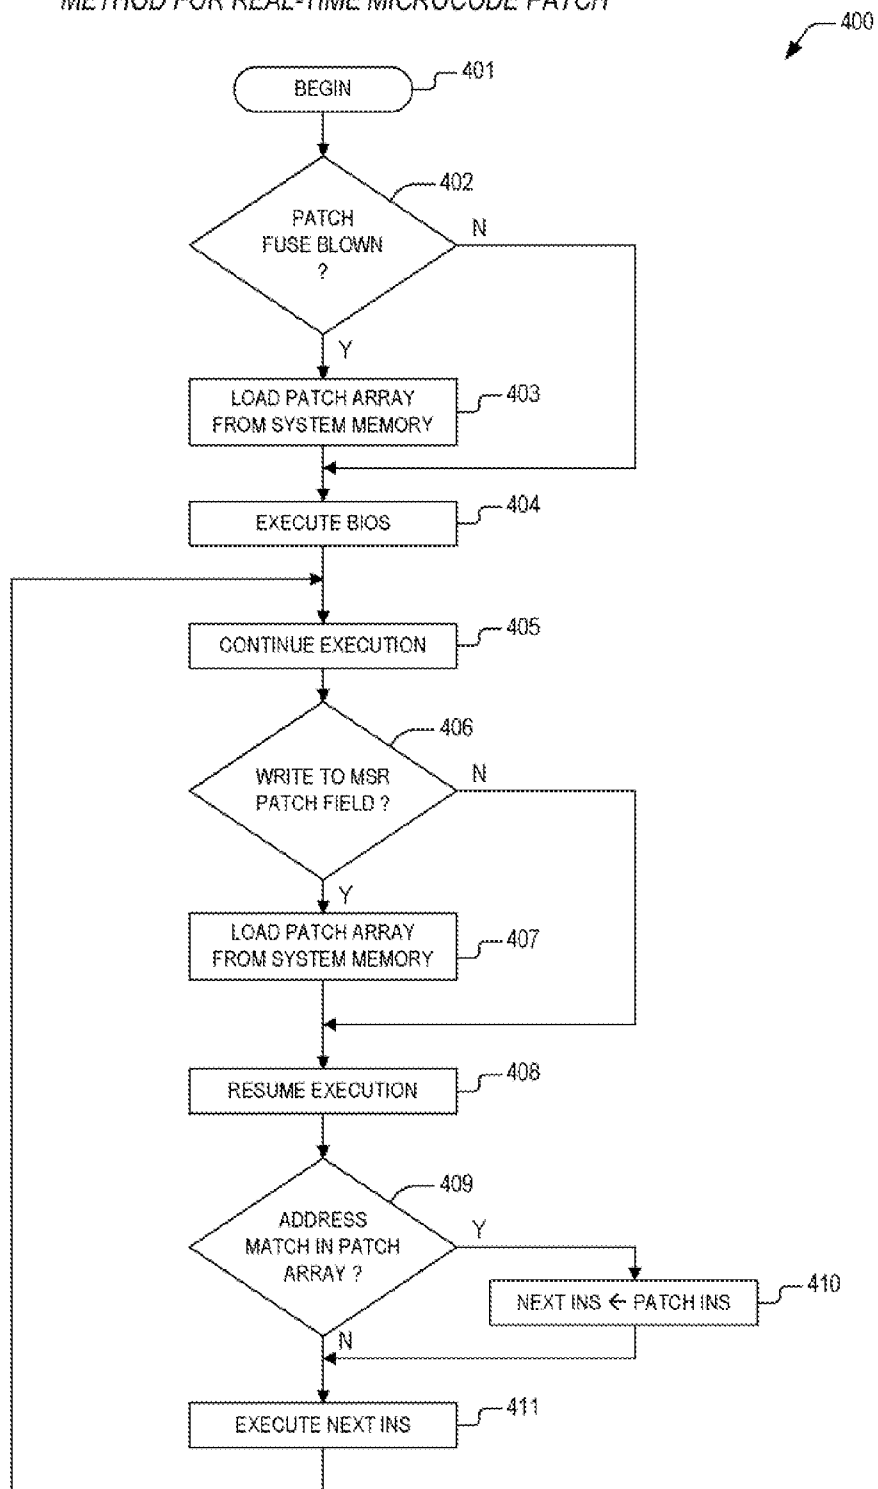 METHOD FOR REAL-TIME MICROCODE PATCH
400
BEGIN
401
402
PATCH
FUSE BLOWN
?
N
Y
LOAD PATCH ARRAY
FROM SYSTEM MEMORY
403
EXECUTE BIOS
404
CONTINUE EXECUTION
405
406
WRITE TO MSR
PATCH FIELD ?
N
Y
LOAD PATCH ARRAY
FROM SYSTEM MEMORY
407
RESUME EXECUTION
408
409
ADDRESS
MATCH IN PATCH
ARRAY ?
Y
NEXT INS ← PATCH INS
410
N
EXECUTE NEXT INS
411